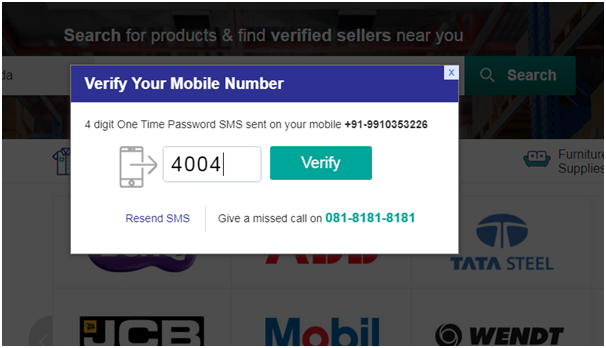 Search for products & find verified sellers near you
da
Search
Verify Your Mobile Number
x
4 digit One Time Password SMS sent on your mobile +91-9910353226
4004
Verify
Resend SMS
Give a missed call on 081-8181-8181
Furniture
Supplies
ABB
TATA STEEL
JCB
Mobil
WENDT